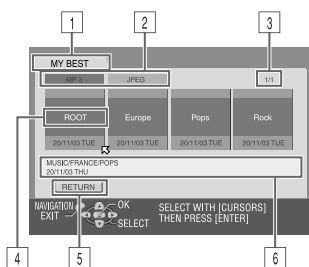 1
2
3
MY BEST
MP 3 JPEG 1/1
ROOT Europe Pops Rock
20/11/03 TUE 20/11/03 TUE 20/11/03 TUE 20/11/03 TUE
MUSIC/FRANCE/POPS
20/11/03 THU
RETURN
NAVIGATION OK SELECT WITH [CURSORS]
EXIT SELECT THEN PRESS [ENTER]
4
5
6